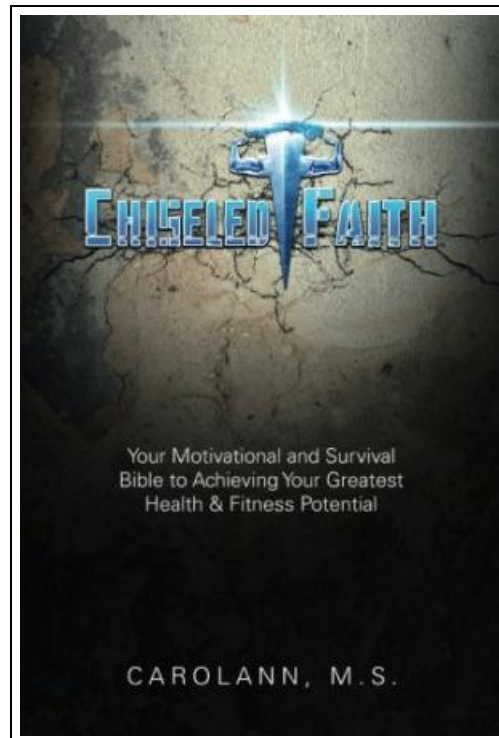 CHISELED FAITH
Your Motivational and Survival
Bible to Achieving Your Greatest
Health & Fitness Potential
CAROLANN, M.S.